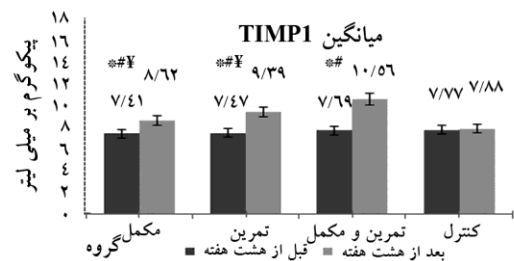 میانگین TIMP1
پیکوگرم بر میلی لیتر
۱۸
۱۶
۱۴
۱۲
۱۰
۸
۶
۴
۲
۰
*#¥
*#¥
*#
۷/۴۱ ۸/۶۲
۷/۴۷ ۹/۳۹
۷/۶۹ ۱۰/۵۶
۷/۷۷ ۷/۸۸
مکمل
تمرین
تمرین و مکمل
کنترل
گروه
قبل از هشت هفته
بعد از هشت هفته